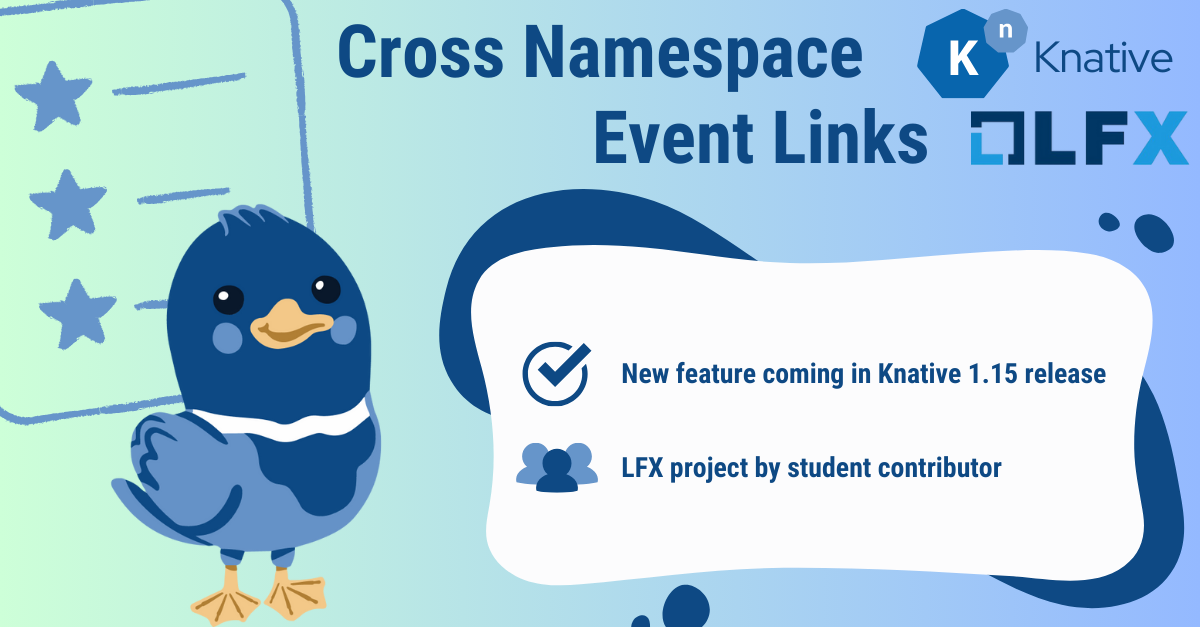 Cross Namespace
Event Links
K
n
Knative
LFX
New feature coming in Knative 1.15 release
LFX project by student contributor